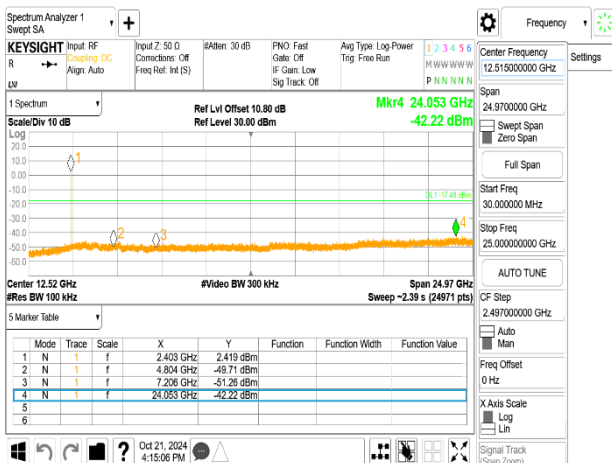 Spectrum Analyzer 1
Swept SA
Frequency
KEYSIGHT
R
Input: RF
Coupling: DC
Align: Auto
Input Z: 50 Ω
Corrections: Off
Freq Ref: Int (S)
#Atten: 30 dB
PNO: Fast
Gate: Off
IF Gain: Low
Sig Track: Off
Avg Type: Log-Power
Trig: Free Run
1 2 3 4 5 6
M W W W W W
P N N N N N
Center Frequency
12.515000000 GHz
Settings
Span
24.9700000 GHz
Swept Span
Zero Span
Full Span
Start Freq
30.000000 MHz
Stop Freq
25.000000000 GHz
AUTO TUNE
CF Step
2.497000000 GHz
Auto
Man
Freq Offset
0 Hz
X Axis Scale
Log
Lin
Signal Track
(Span Zoom)
1 Spectrum
Scale/Div 10 dB
Log
Ref Lvl Offset 10.80 dB
Ref Level 30.00 dBm
Mkr4 24.053 GHz
-42.22 dBm
20.0
10.0
0.00
-10.0
-20.0
-30.0
-40.0
-50.0
-60.0
1
2
3
4
DL1 -17.49 dBm
Center 12.52 GHz
#Res BW 100 kHz
#Video BW 300 kHz
Span 24.97 GHz
Sweep ~2.39 s (24971 pts)
5 Marker Table
Mode Trace Scale X Y Function Function Width Function Value
1 N 1 f 2.403 GHz 2.419 dBm
2 N 1 f 4.804 GHz -49.71 dBm
3 N 1 f 7.206 GHz -51.26 dBm
4 N 1 f 24.053 GHz -42.22 dBm
5
6
Oct 21, 2024
4:15:06 PM